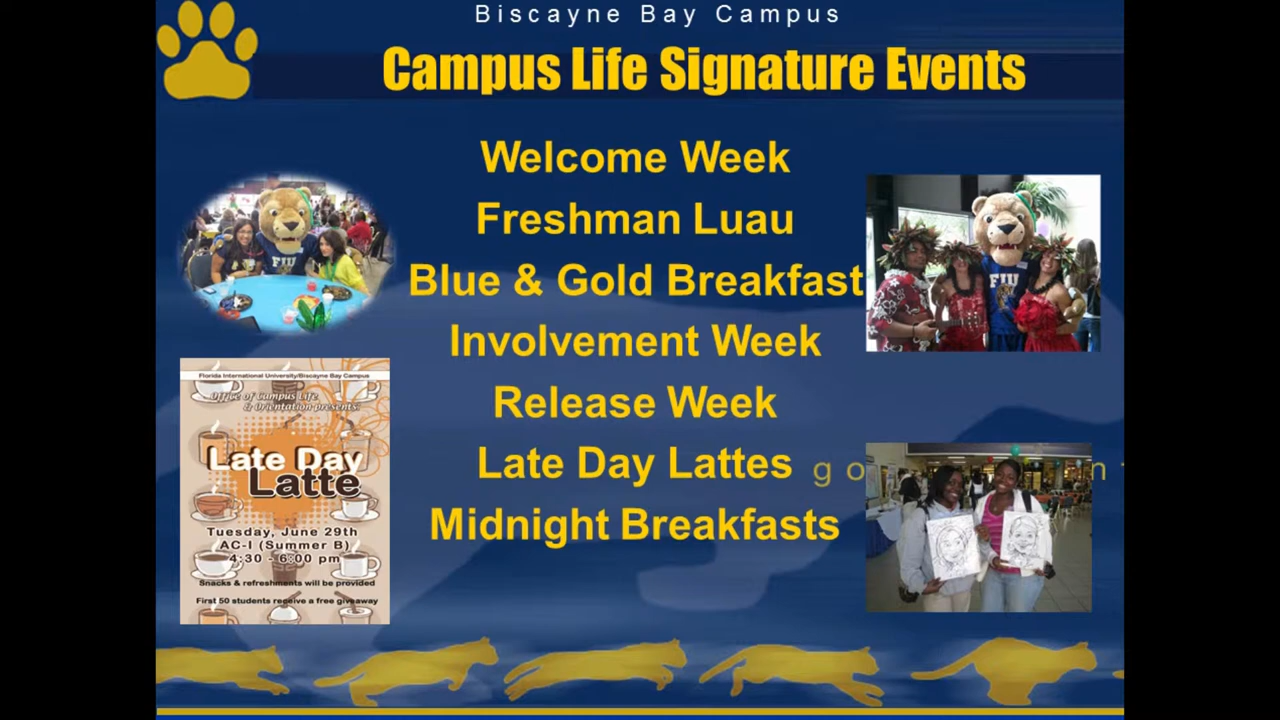 Biscayne Bay Campus
Campus Life Signature Events
Welcome Week
Freshman Luau
Blue & Gold Breakfast
Involvement Week
Release Week
Late Day Lattes
Midnight Breakfasts
FIU
FIU
Florida International University/Biscayne Bay Campus
Office of Campus Life
& Orientation presents:
Late Day
Latte
Tuesday, June 29th
AC-I (Summer B)
4:30 - 6:00 pm
Snacks & refreshments will be provided
First 50 students receive a free giveaway